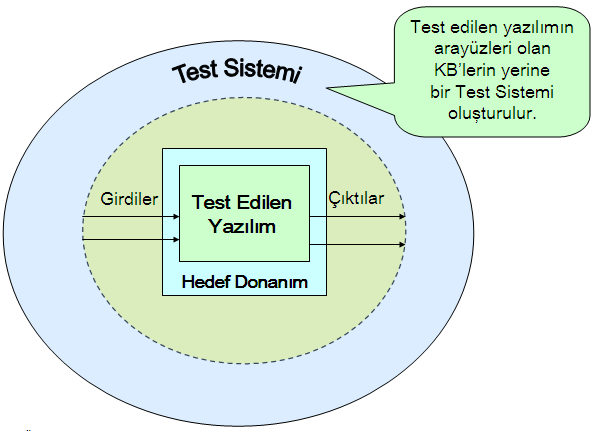 Test edilen yazılımın
arayüzleri olan
KB'lerin yerine
bir Test Sistemi
oluşturulur.
Test Sistemi
Girdiler
Test Edilen
Yazılım
Çıktılar
Hedef Donanım